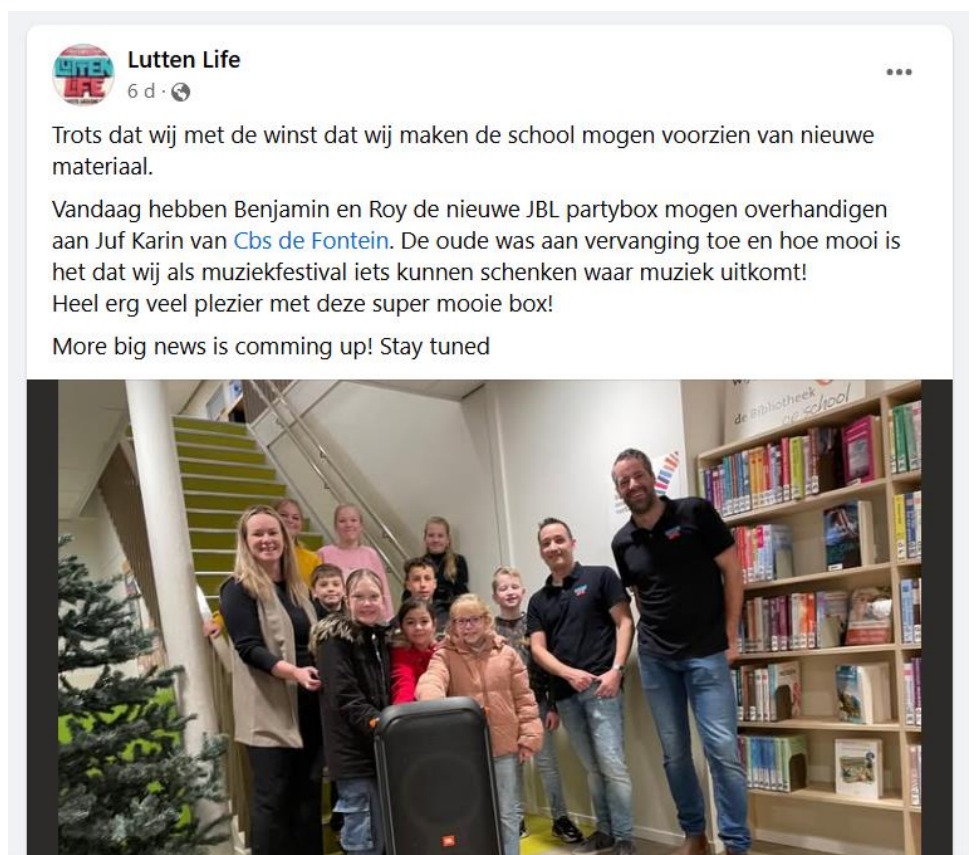 LUTTEN
LIFE
Lutten Life
6 d ·
Trots dat wij met de winst dat wij maken de school mogen voorzien van nieuwe
materiaal.
Vandaag hebben Benjamin en Roy de nieuwe JBL partybox mogen overhandigen
aan Juf Karin van Cbs de Fontein. De oude was aan vervanging toe en hoe mooi is
het dat wij als muziekfestival iets kunnen schenken waar muziek uitkomt!
Heel erg veel plezier met deze super mooie box!
More big news is comming up! Stay tuned
de Bibliotheek
op school
JBL